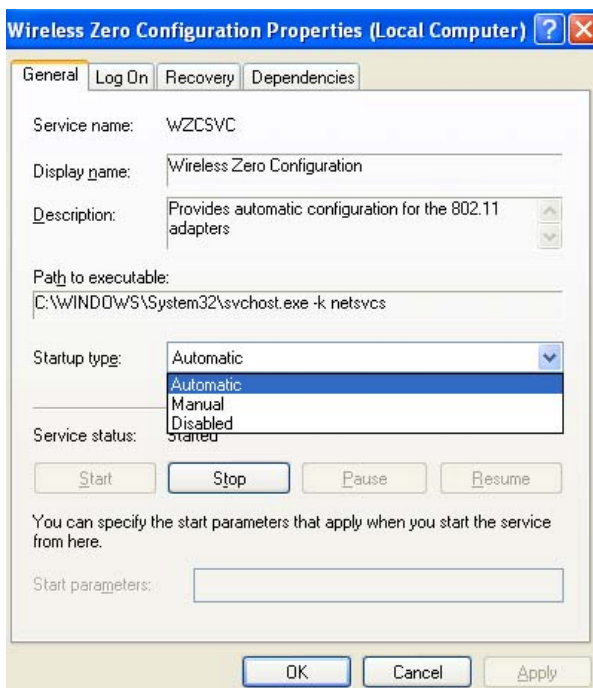 Wireless Zero Configuration Properties (Local Computer) ?
General Log On Recovery Dependencies
Service name: WZCSVC
Display name: Wireless Zero Configuration
Description: Provides automatic configuration for the 802.11
adapters
Path to executable:
C:\WINDOWS\System32\svchost.exe -k netsvcs
Startup type: Automatic
Automatic
Manual
Disabled
Service status: Started
Start Stop Pause Resume
You can specify the start parameters that apply when you start the service
from here.
Start parameters:
OK Cancel Apply